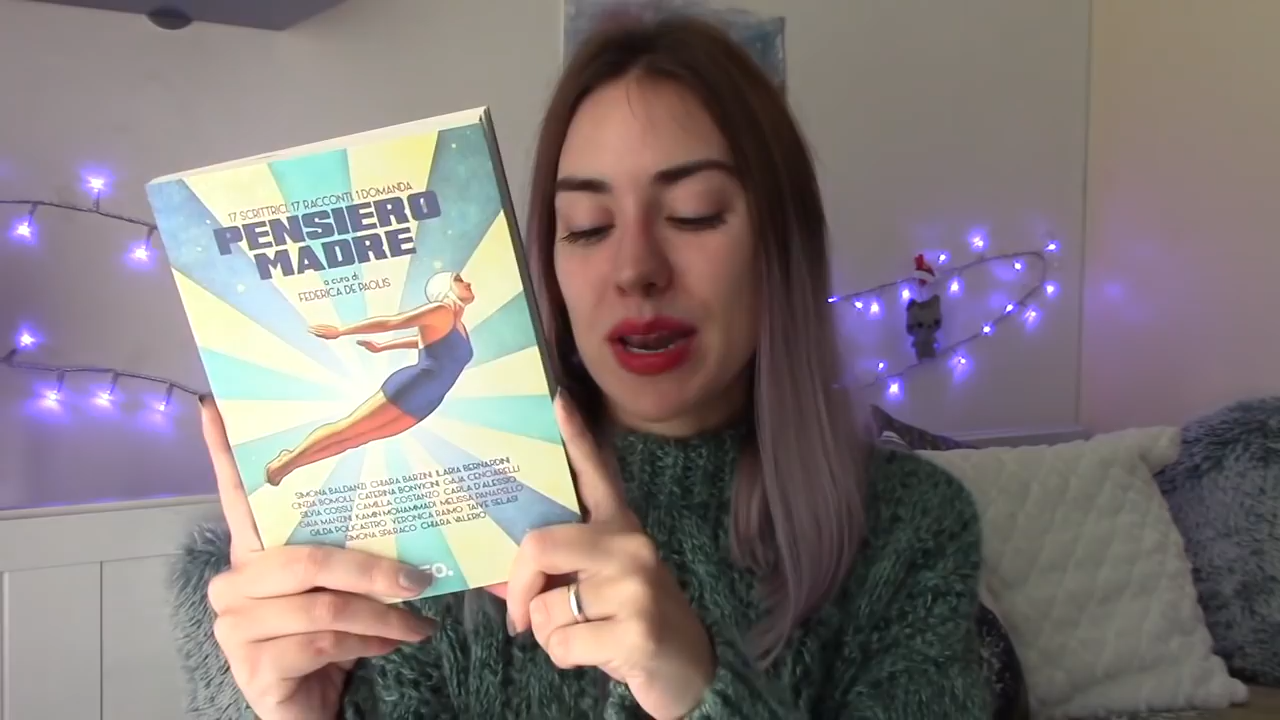 17 SCRITTRICI, 17 RACCONTI, 1 DOMANDA
PENSIERO
MADRE
a cura di
FEDERICA DE PAOLIS
SIMONA BALDANZI CHIARA BARZINI ILARIA BERNARDINI
CINZIA BOMOLL CATERINA BONVICINI GAJA CENCIARELLI
SILVIA COSSU CAMILLA COSTANZO CARLA D'ALESSIO
GAIA MANZINI KAMIN MOHAMMADI MELISSA PANARELLO
GILDA POLICASTRO VERONICA RAIMO TAIYE SELASI
SIMONA SPARACO CHIARA VALERIO